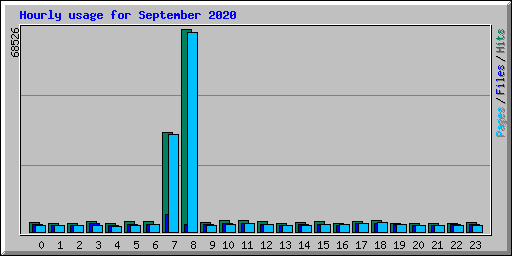 Hourly usage for September 2020
68526
Pages / Files / Hits
0 1 2 3 4 5 6 7 8 9 10 11 12 13 14 15 16 17 18 19 20 21 22 23